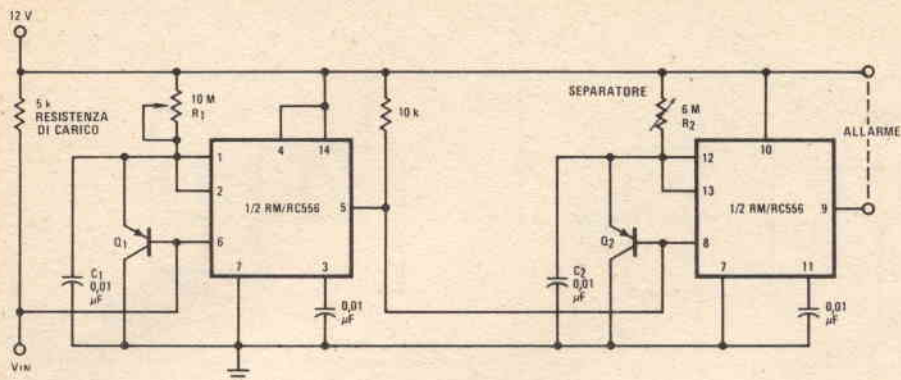 12 V
5 k
RESISTENZA
DI CARICO
10 M
R1
4
14
10 k
SEPARATORE
6 M
R2
10
ALLARME
1
2
1/2 RM/RC556
5
6
7
3
Q1
C1
0,01
µF
0,01
µF
12
13
1/2 RM/RC556
9
8
7
11
Q2
C2
0,01
µF
0,01
µF
VIN